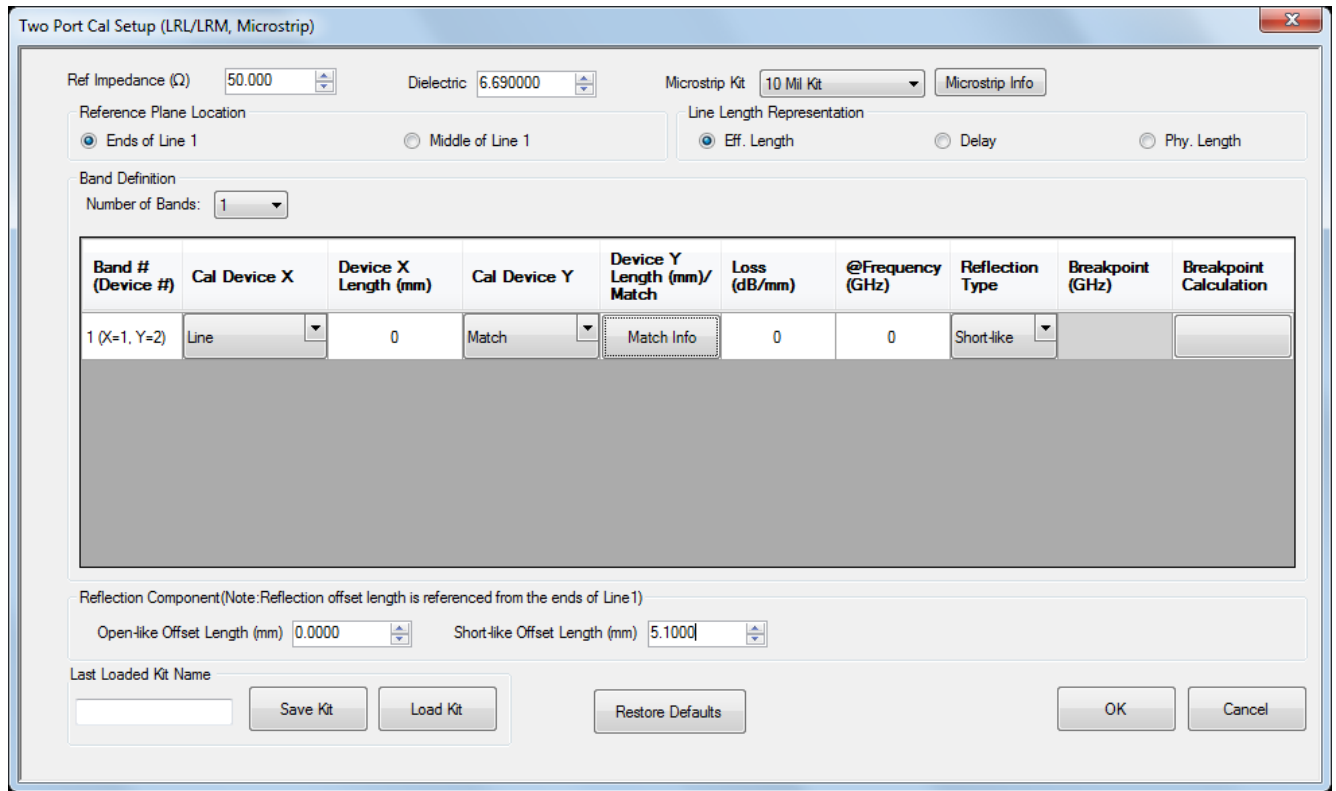 Two Port Cal Setup (LRL/LRM, Microstrip)
Ref Impedance (Ω) 50.000 Dielectric 6.690000 Microstrip Kit 10 Mil Kit Microstrip Info
Reference Plane Location Line Length Representation
Ends of Line 1 Middle of Line 1 Eff. Length Delay Phy. Length
Band Definition
Number of Bands: 1
Band # (Device #) Cal Device X Device X Length (mm) Cal Device Y Device Y Length (mm)/ Match Loss (dB/mm) @Frequency (GHz) Reflection Type Breakpoint (GHz) Breakpoint Calculation
1 (X=1, Y=2) Line 0 Match Match Info 0 0 Short-like
Reflection Component(Note:Reflection offset length is referenced from the ends of Line1)
Open-like Offset Length (mm) 0.0000 Short-like Offset Length (mm) 5.1000
Last Loaded Kit Name
Save Kit Load Kit Restore Defaults OK Cancel